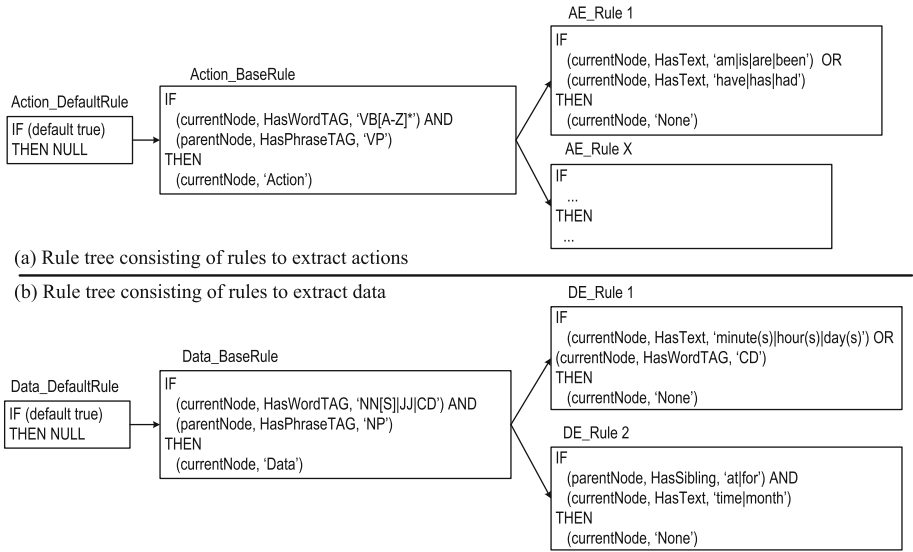 Action_DefaultRule
IF (default true)
THEN NULL
Action_BaseRule
IF
(currentNode, HasWordTAG, ‘VB[A-Z]*’) AND
(parentNode, HasPhraseTAG, ‘VP’)
THEN
(currentNode, ‘Action’)
AE_Rule 1
IF
(currentNode, HasText, ‘am|is|are|been’) OR
(currentNode, HasText, ‘have|has|had’)
THEN
(currentNode, ‘None’)
AE_Rule X
IF
...
THEN
...
(a) Rule tree consisting of rules to extract actions
(b) Rule tree consisting of rules to extract data
Data_DefaultRule
IF (default true)
THEN NULL
Data_BaseRule
IF
(currentNode, HasWordTAG, ‘NN[S]|JJ|CD’) AND
(parentNode, HasPhraseTAG, ‘NP’)
THEN
(currentNode, ‘Data’)
DE_Rule 1
IF
(currentNode, HasText, ‘minute(s)|hour(s)|day(s)’) OR
(currentNode, HasWordTAG, ‘CD’)
THEN
(currentNode, ‘None’)
DE_Rule 2
IF
(parentNode, HasSibling, ‘at|for’) AND
(currentNode, HasText, ‘time|month’)
THEN
(currentNode, ‘None’)